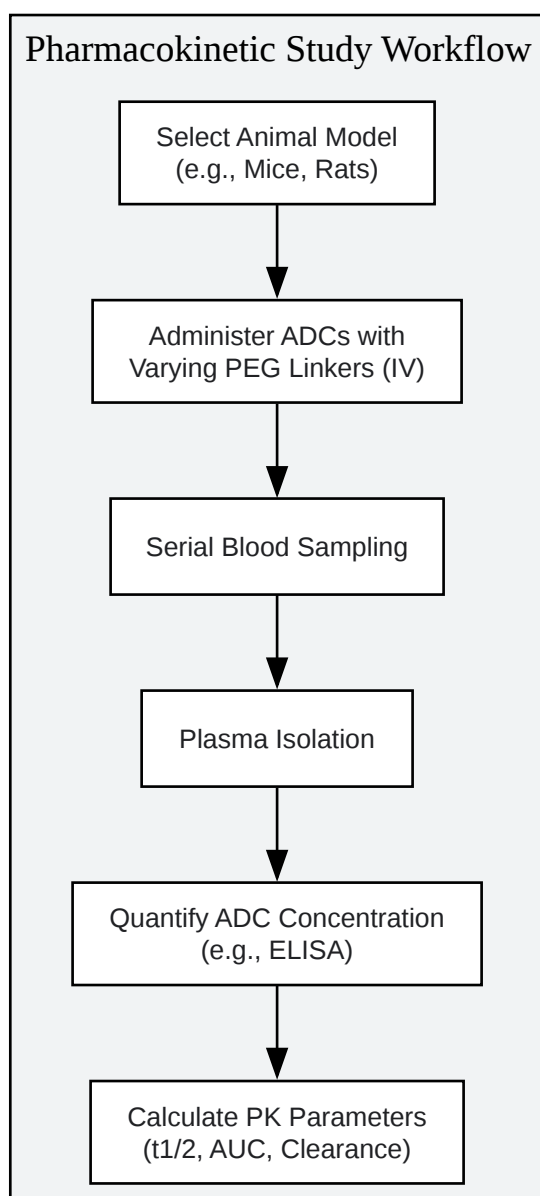 Pharmacokinetic Study Workflow
Select Animal Model
(e.g., Mice, Rats)
Administer ADCs with
Varying PEG Linkers (IV)
Serial Blood Sampling
Plasma Isolation
Quantify ADC Concentration
(e.g., ELISA)
Calculate PK Parameters
(t1/2, AUC, Clearance)